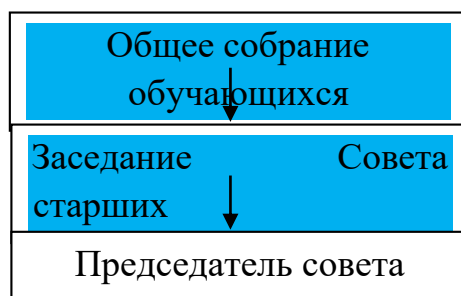 Общее собрание
обучающихся
Заседание Совета
старших
Председатель совета